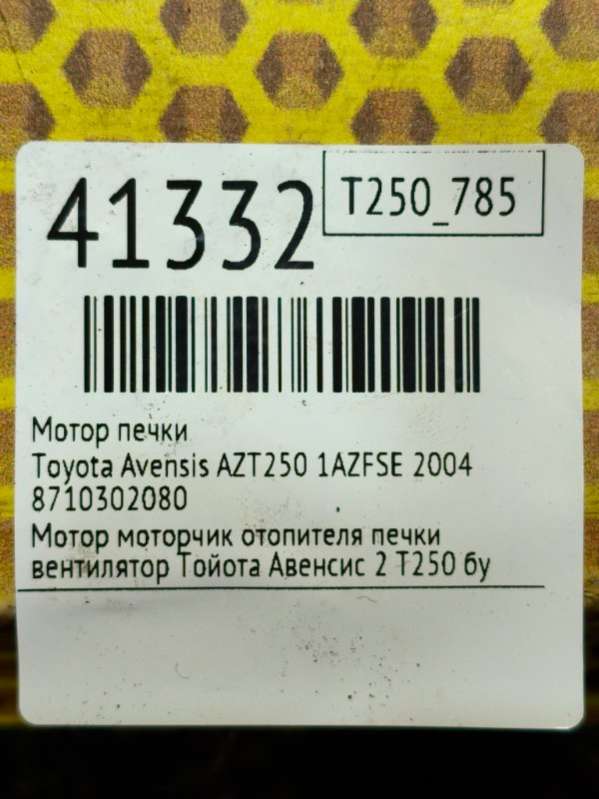 41332
T250_785
Мотор печки
Toyota Avensis AZT250 1AZFSE 2004
8710302080
Мотор моторчик отопителя печки
вентилятор Тойота Авенсис 2 Т250 бу